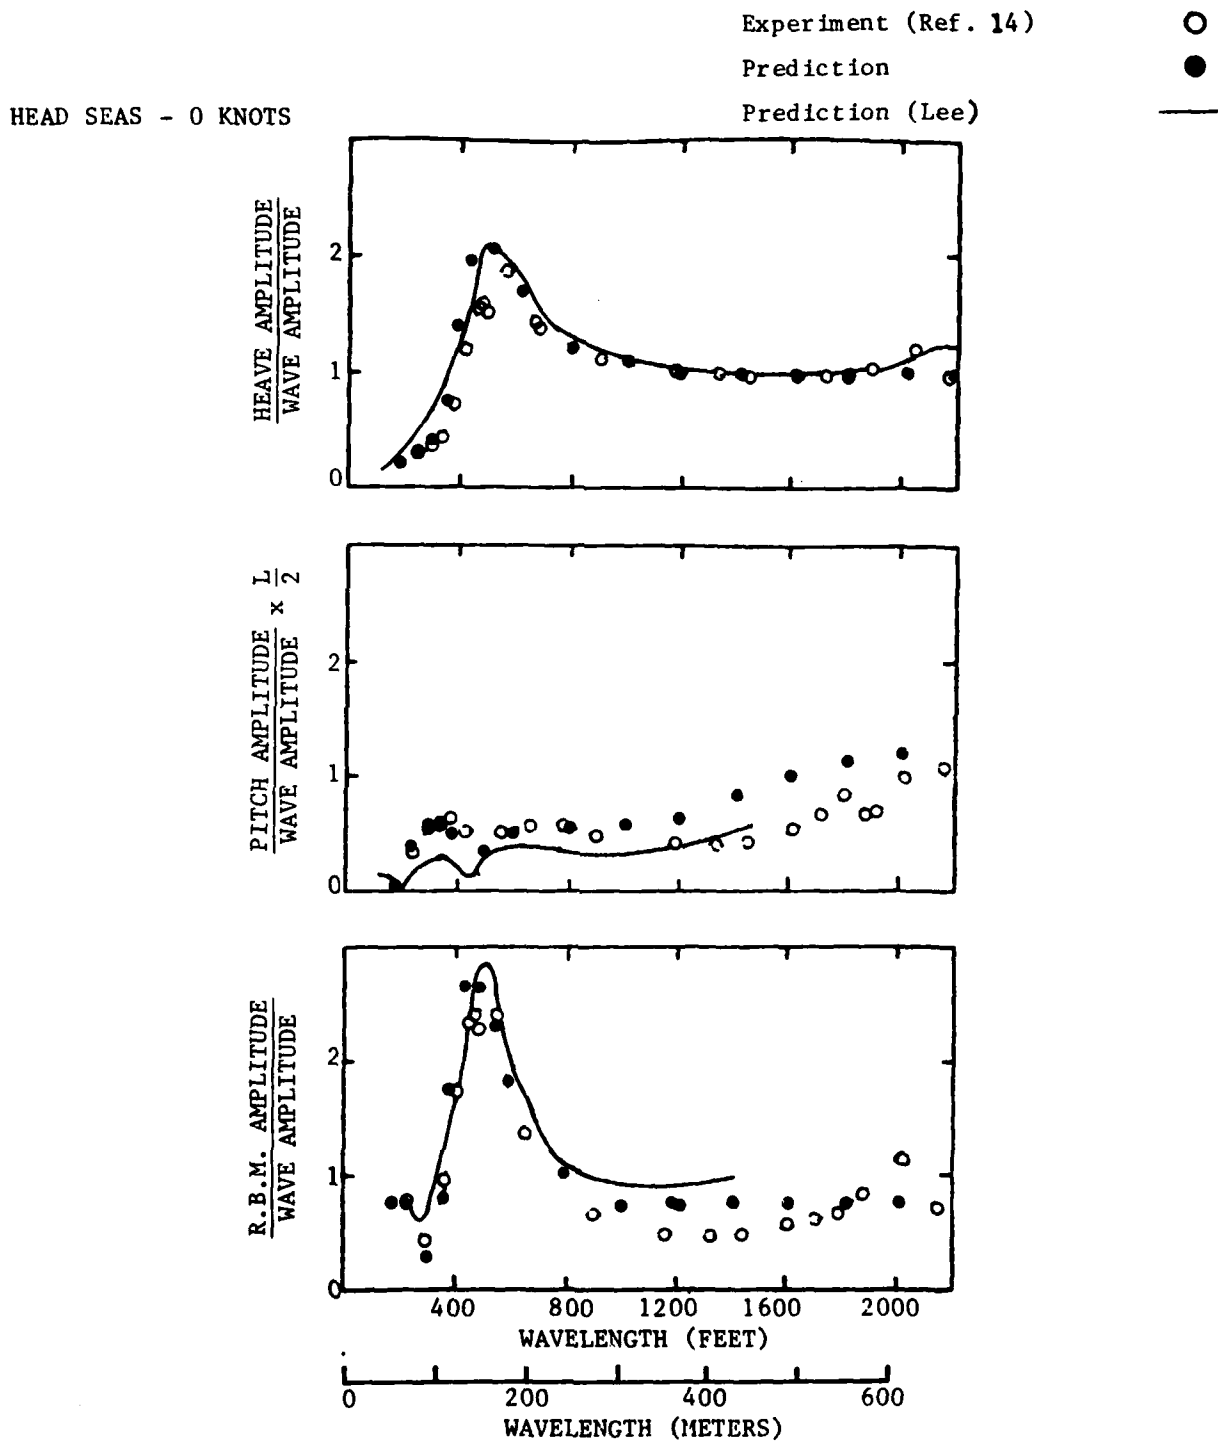 Experiment (Ref. 14)
Prediction
HEAD SEAS - 0 KNOTS
Prediction (Lee)
HEAVE AMPLITUDE
WAVE AMPLITUDE
2
1
0
PITCH AMPLITUDE x L
WAVE AMPLITUDE 2
2
1
0
R.B.M. AMPLITUDE
WAVE AMPLITUDE
2
1
0
400 800 1200 1600 2000
WAVELENGTH (FEET)
0 200 400 600
WAVELENGTH (METERS)